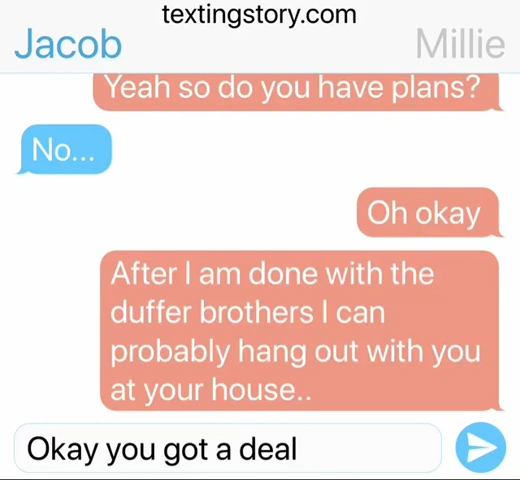 textingstory.com
Jacob
Millie
Yeah so do you have plans?
No...
Oh okay
After I am done with the
duffer brothers I can
probably hang out with you
at your house..
Okay you got a deal